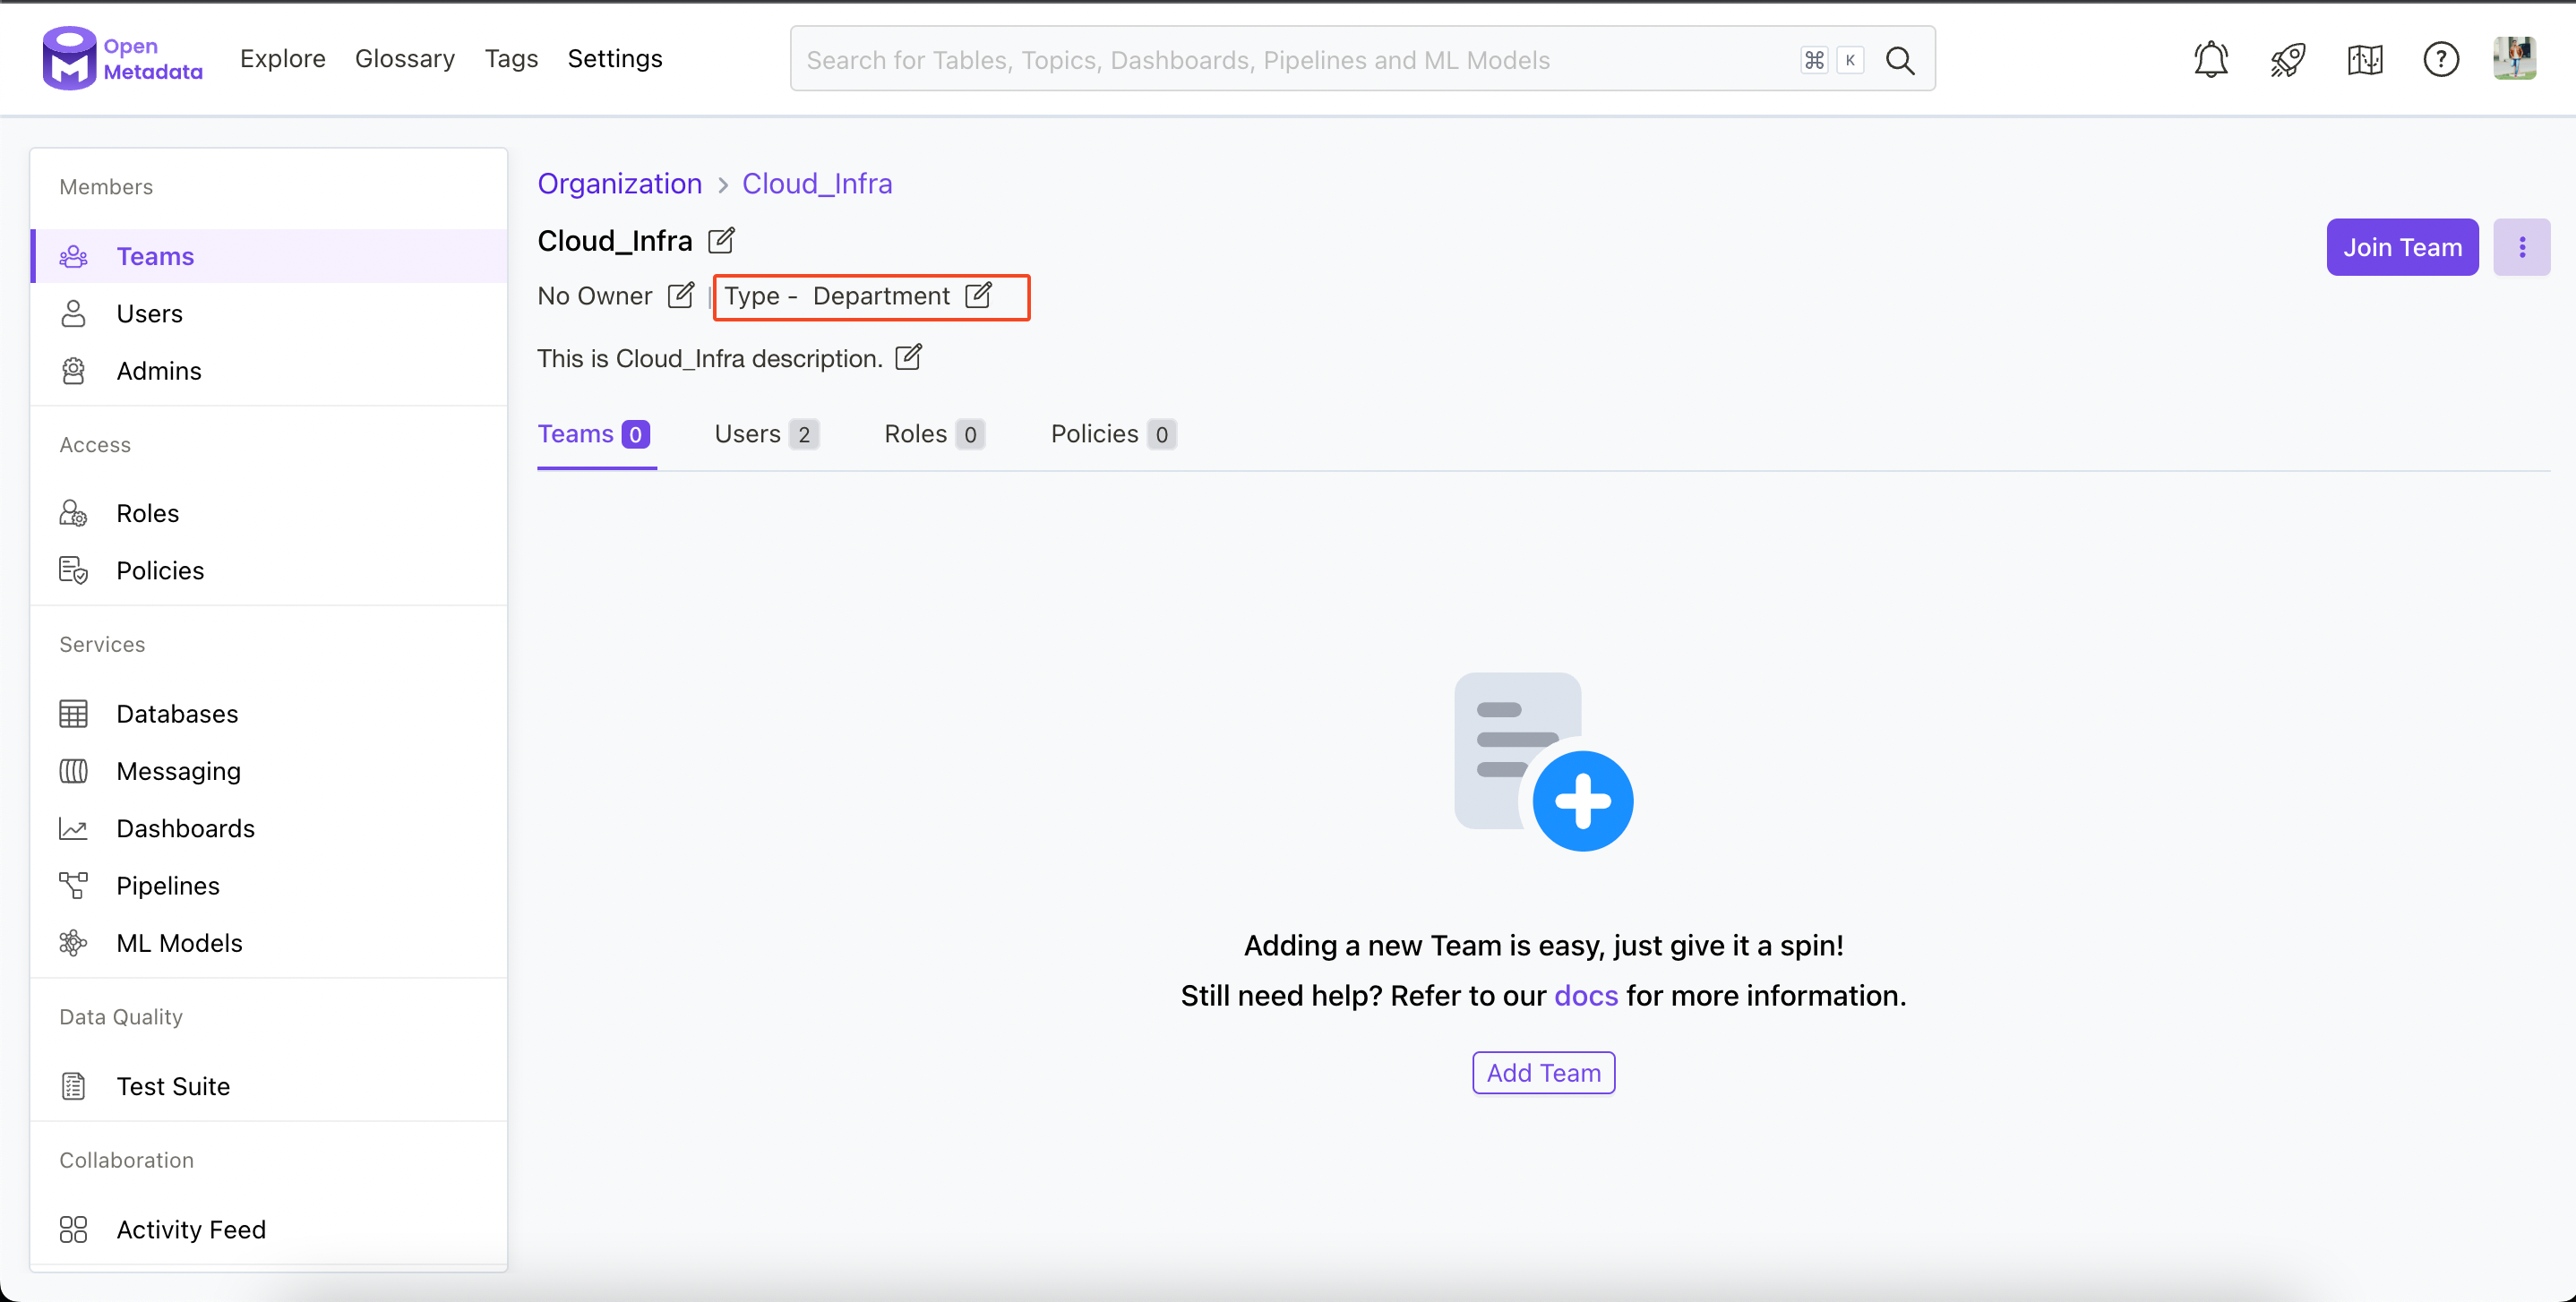 Open
Metadata
Explore
Glossary
Tags
Settings
Search for Tables, Topics, Dashboards, Pipelines and ML Models
⌘ K
?
Members
Teams
Users
Admins
Access
Roles
Policies
Services
Databases
Messaging
Dashboards
Pipelines
ML Models
Data Quality
Test Suite
Collaboration
Activity Feed
Organization > Cloud_Infra
Cloud_Infra
Join Team
No Owner | Type - Department
This is Cloud_Infra description.
Teams 0
Users 2
Roles 0
Policies 0
Adding a new Team is easy, just give it a spin!
Still need help? Refer to our docs for more information.
Add Team